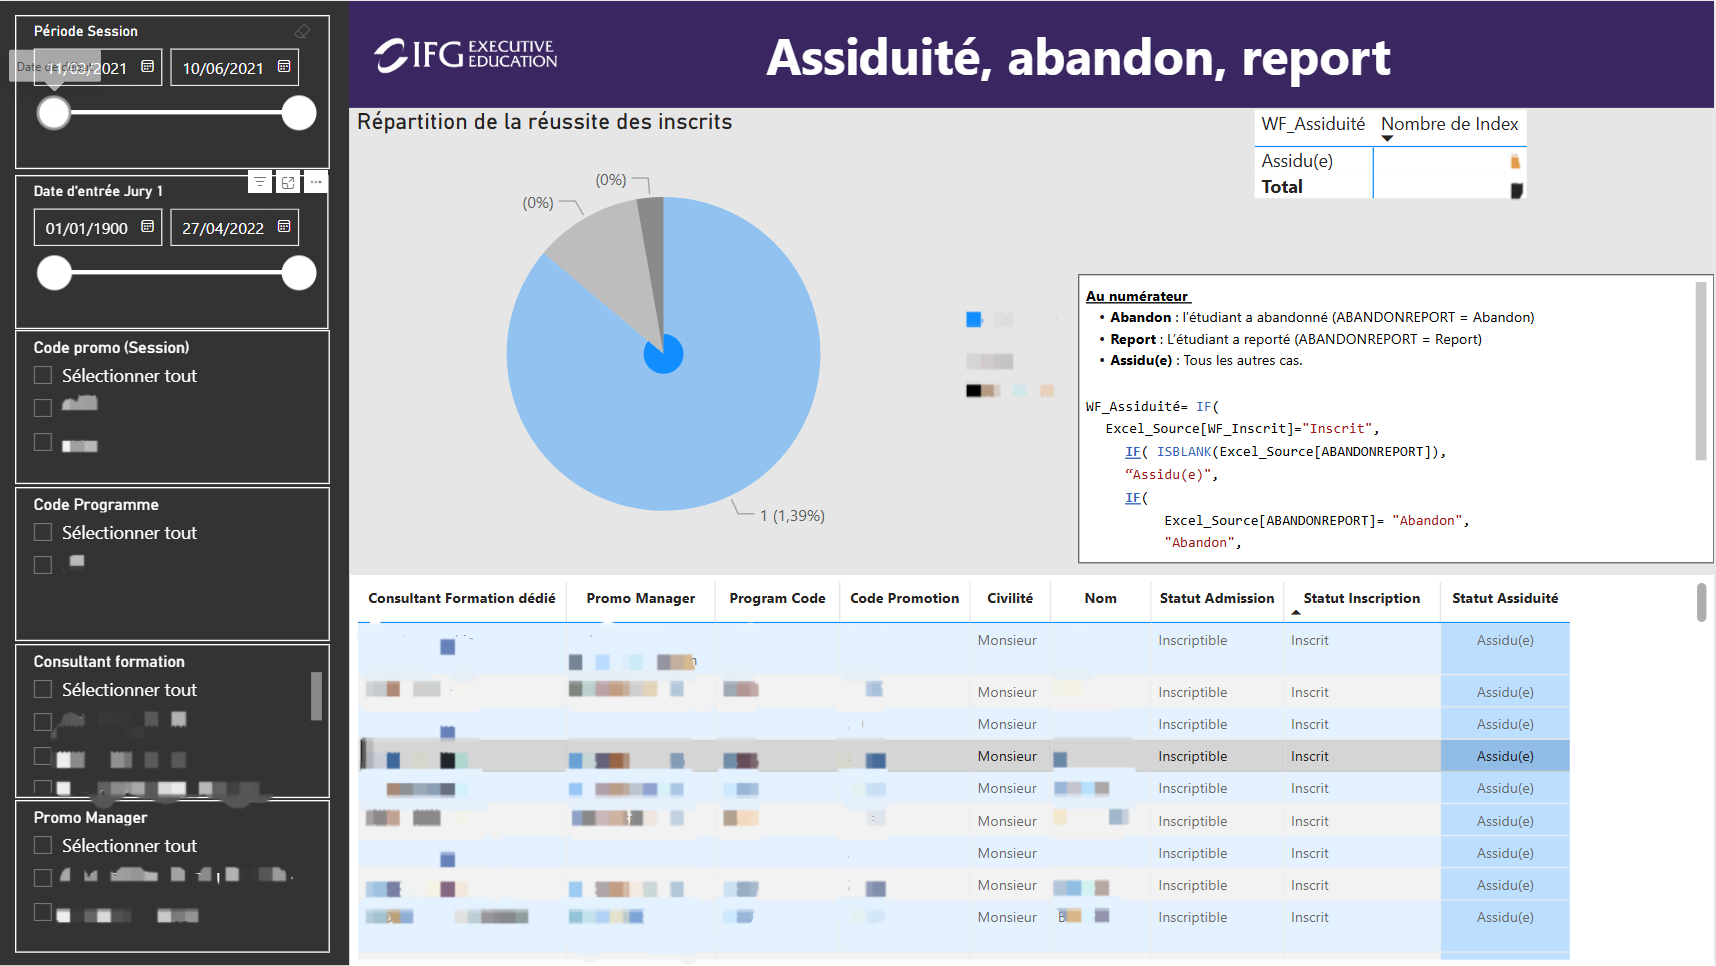 Période Session
Date de début
11/03/2021
10/06/2021
Date d'entrée Jury 1
01/01/1900
27/04/2022
Code promo (Session)
Sélectionner tout
Code Programme
Sélectionner tout
Consultant formation
Sélectionner tout
Promo Manager
Sélectionner tout
IFG EXECUTIVE
EDUCATION
Assiduité, abandon, report
Répartition de la réussite des inscrits
(0%)
(0%)
1 (1,39%)
WF_Assiduité Nombre de Index
Assidu(e)
Total
Au numérateur
• Abandon : l'étudiant a abandonné (ABANDONREPORT = Abandon)
• Report : L'étudiant a reporté (ABANDONREPORT = Report)
• Assidu(e) : Tous les autres cas.
WF_Assiduité= IF(
Excel_Source[WF_Inscrit]="Inscrit",
IF( ISBLANK(Excel_Source[ABANDONREPORT]),
“Assidu(e)",
IF(
Excel_Source[ABANDONREPORT]= "Abandon",
"Abandon",
Consultant Formation dédié Promo Manager Program Code Code Promotion Civilité Nom Statut Admission Statut Inscription Statut Assiduité
Monsieur Inscriptible Inscrit Assidu(e)
Monsieur Inscriptible Inscrit Assidu(e)
Monsieur Inscriptible Inscrit Assidu(e)
Monsieur Inscriptible Inscrit Assidu(e)
Monsieur Inscriptible Inscrit Assidu(e)
Monsieur Inscriptible Inscrit Assidu(e)
Monsieur Inscriptible Inscrit Assidu(e)
Monsieur Inscriptible Inscrit Assidu(e)
Monsieur Inscriptible Inscrit Assidu(e)